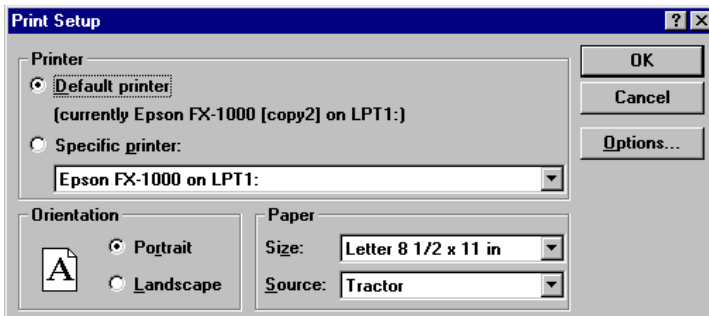 Print Setup
Printer
Default printer
(currently Epson FX-1000 [copy2] on LPT1:)
Specific printer:
Epson FX-1000 on LPT1:
OK
Cancel
Options...
Orientation
A
Portrait
Landscape
Paper
Size: Letter 8 1/2 x 11 in
Source: Tractor